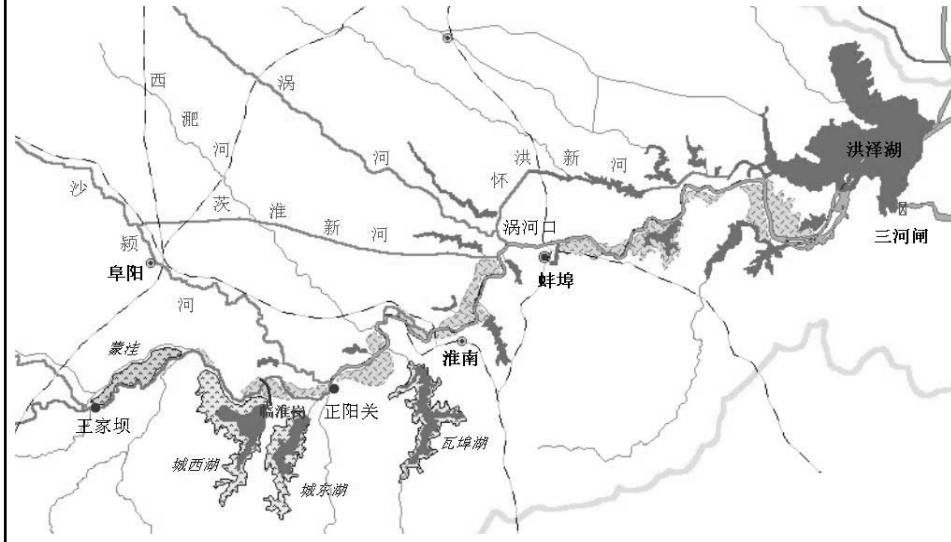 西淝河
涡河
怀洪新河
洪泽湖
沙颍河
茨淮新河
涡河口
三河闸
阜阳
蚌埠
淮南
蒙洼
王家坝
临淮岗
正阳关
城西湖
城东湖
瓦埠湖